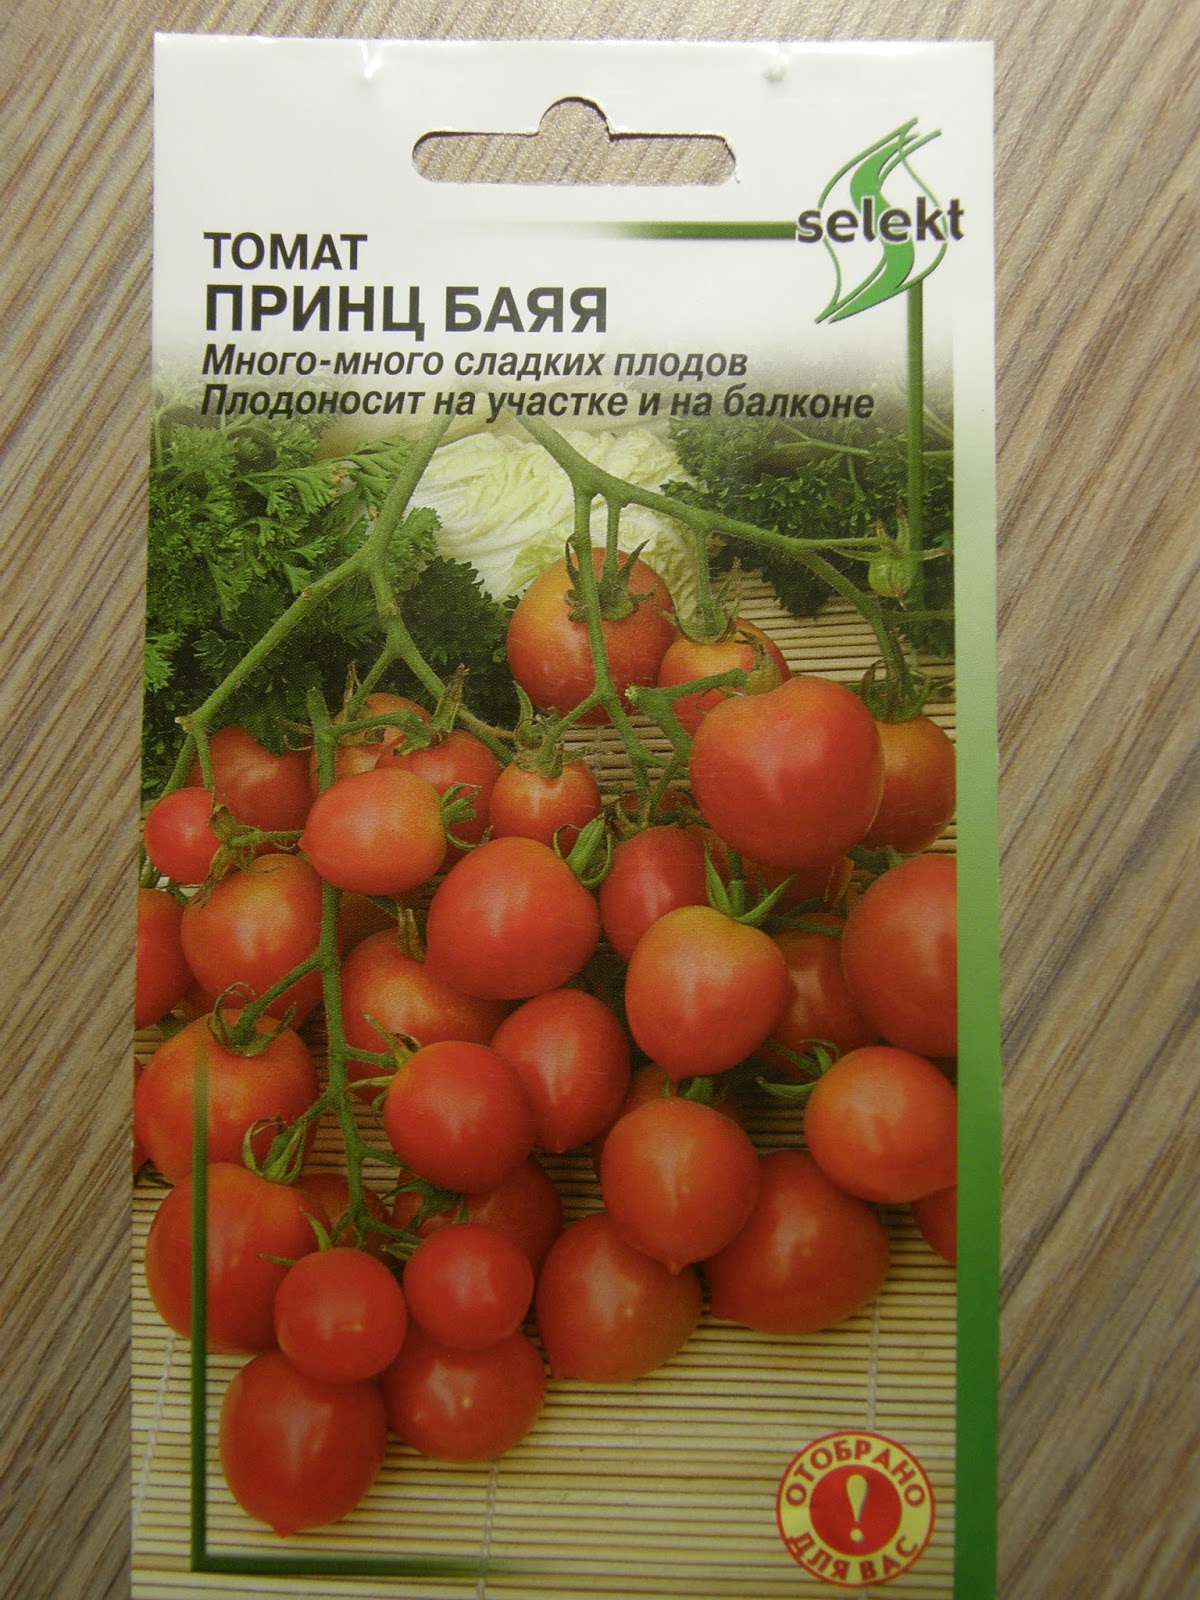 selekt
ТОМАТ
ПРИНЦ БАЯЯ
Много-много сладких плодов
Плодоносит на участке и на балконе
ОТОБРАНО
!
ДЛЯ ВАС